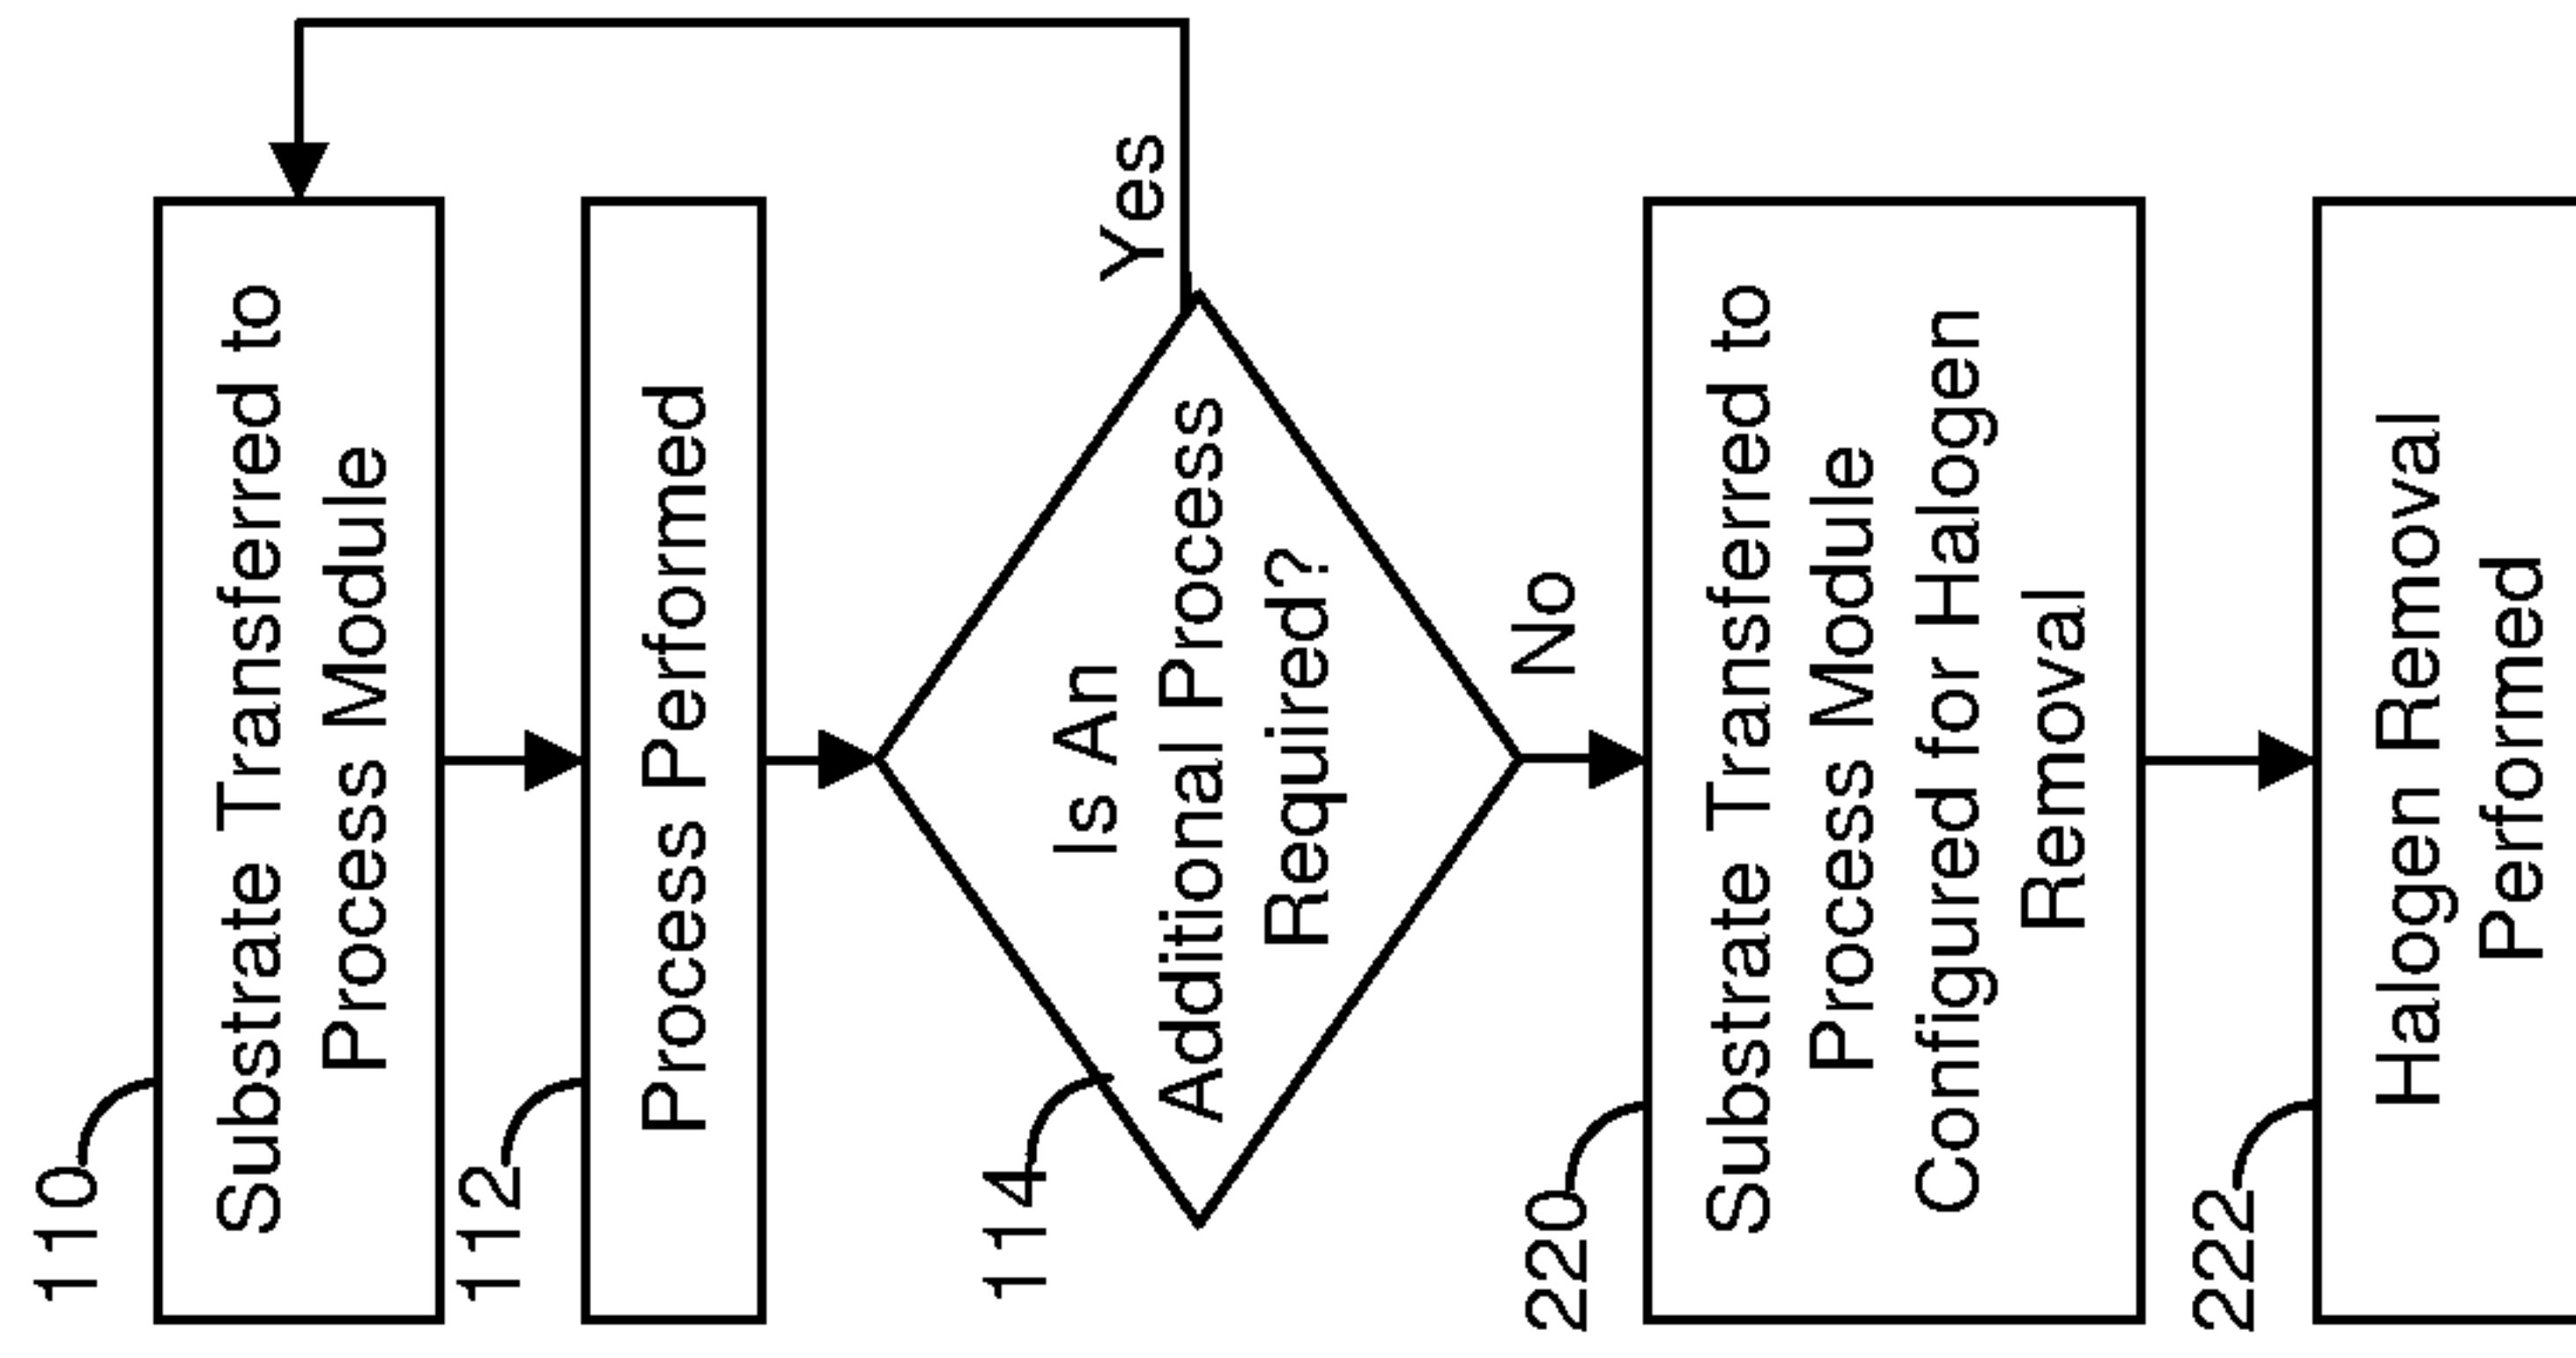 110
Substrate Transferred to
Process Module
112
Process Performed
114
Is An
Additional Process
Required?
Yes
No
220
Substrate Transferred to
Process Module
Configured for Halogen
Removal
222
Halogen Removal
Performed